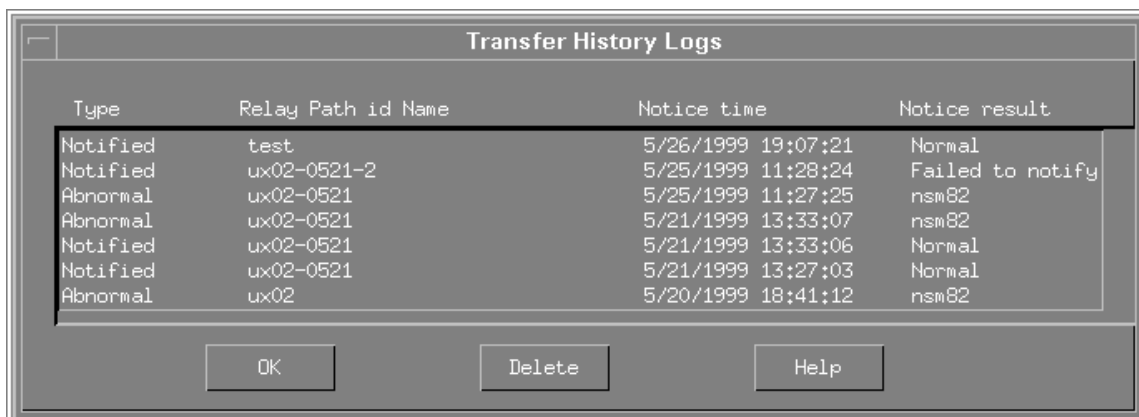 Transfer History Logs
Type Relay Path id Name Notice time Notice result
Notified test 5/26/1999 19:07:21 Normal
Notified ux02-0521-2 5/25/1999 11:28:24 Failed to notify
Abnormal ux02-0521 5/25/1999 11:27:25 nsm82
Abnormal ux02-0521 5/21/1999 13:33:07 nsm82
Notified ux02-0521 5/21/1999 13:33:06 Normal
Notified ux02-0521 5/21/1999 13:27:03 Normal
Abnormal ux02 5/20/1999 18:41:12 nsm82
OK Delete Help